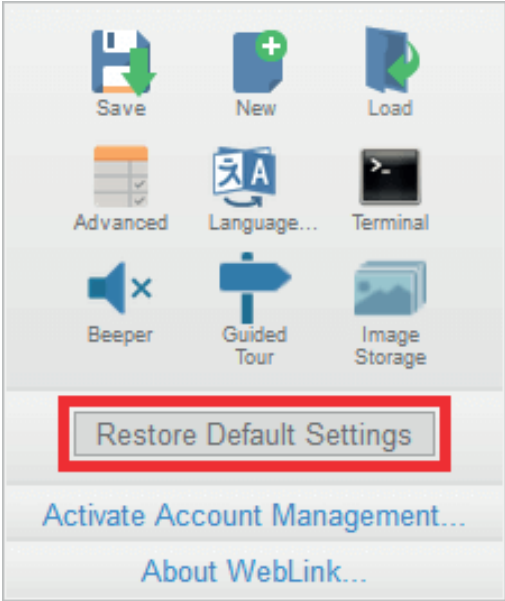 Save New Load
>_
Advanced Language... Terminal
A
Beeper Guided Tour Image Storage
Restore Default Settings
Activate Account Management...
About WebLink...